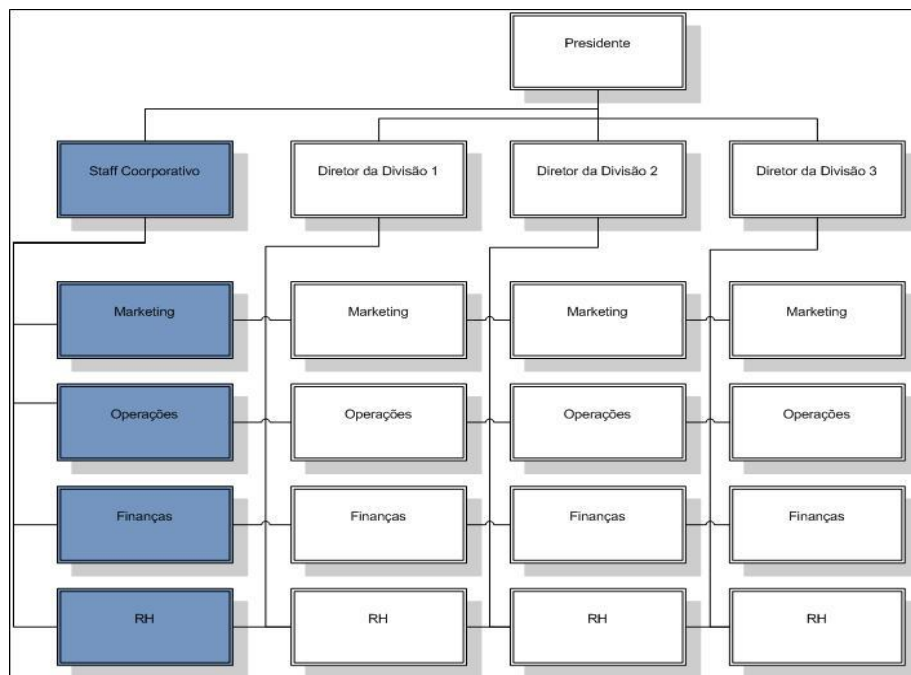 Presidente
Staff Coorporativo
Diretor da Divisão 1
Diretor da Divisão 2
Diretor da Divisão 3
Marketing
Marketing
Marketing
Marketing
Operações
Operações
Operações
Operações
Finanças
Finanças
Finanças
Finanças
RH
RH
RH
RH